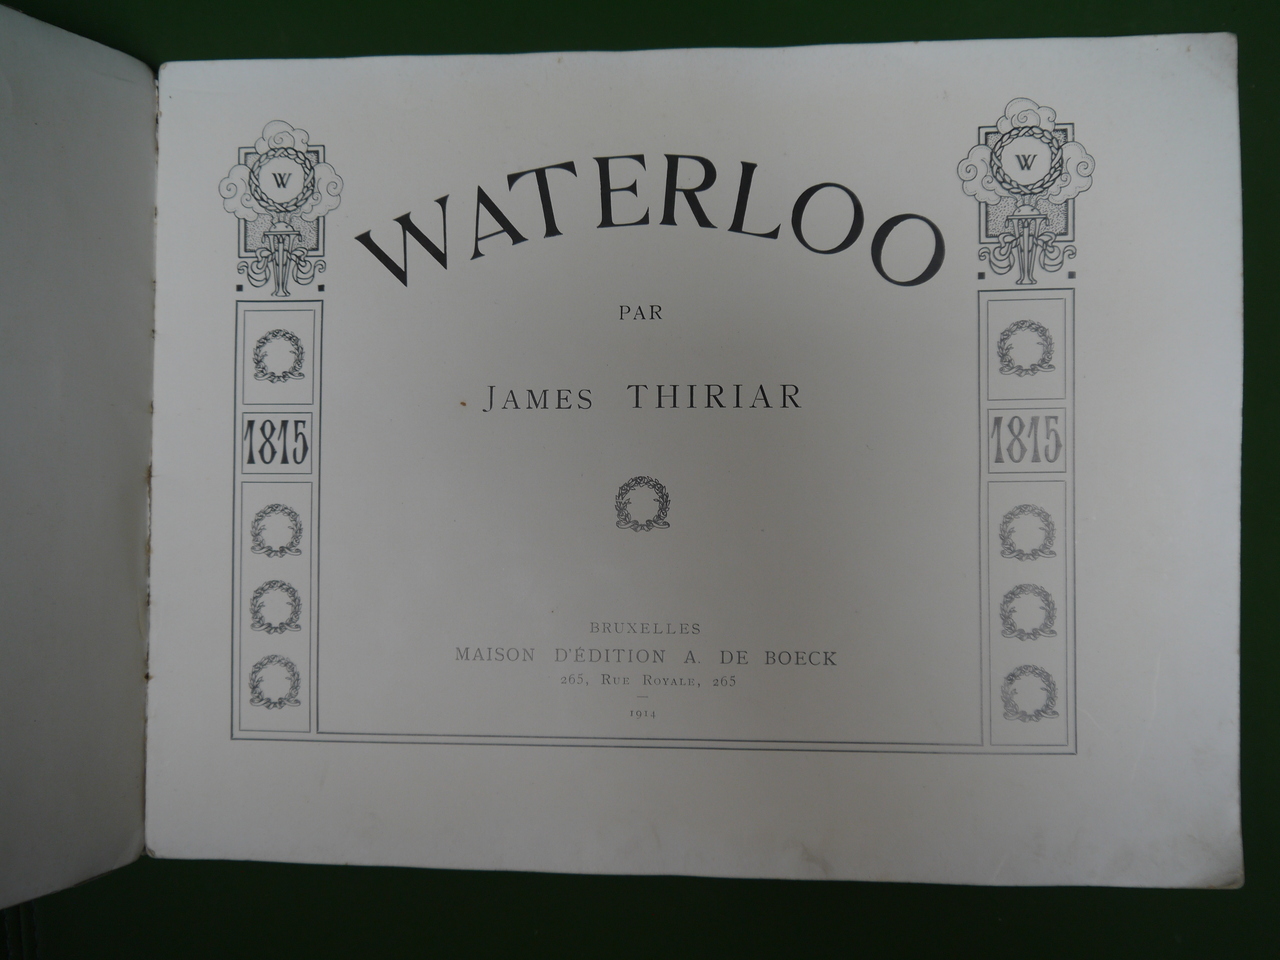 W
W
WATERLOO
PAR
JAMES THIRIAR
1815
1815
BRUXELLES
MAISON D'ÉDITION A. DE BOECK
265, RUE ROYALE, 265
1914